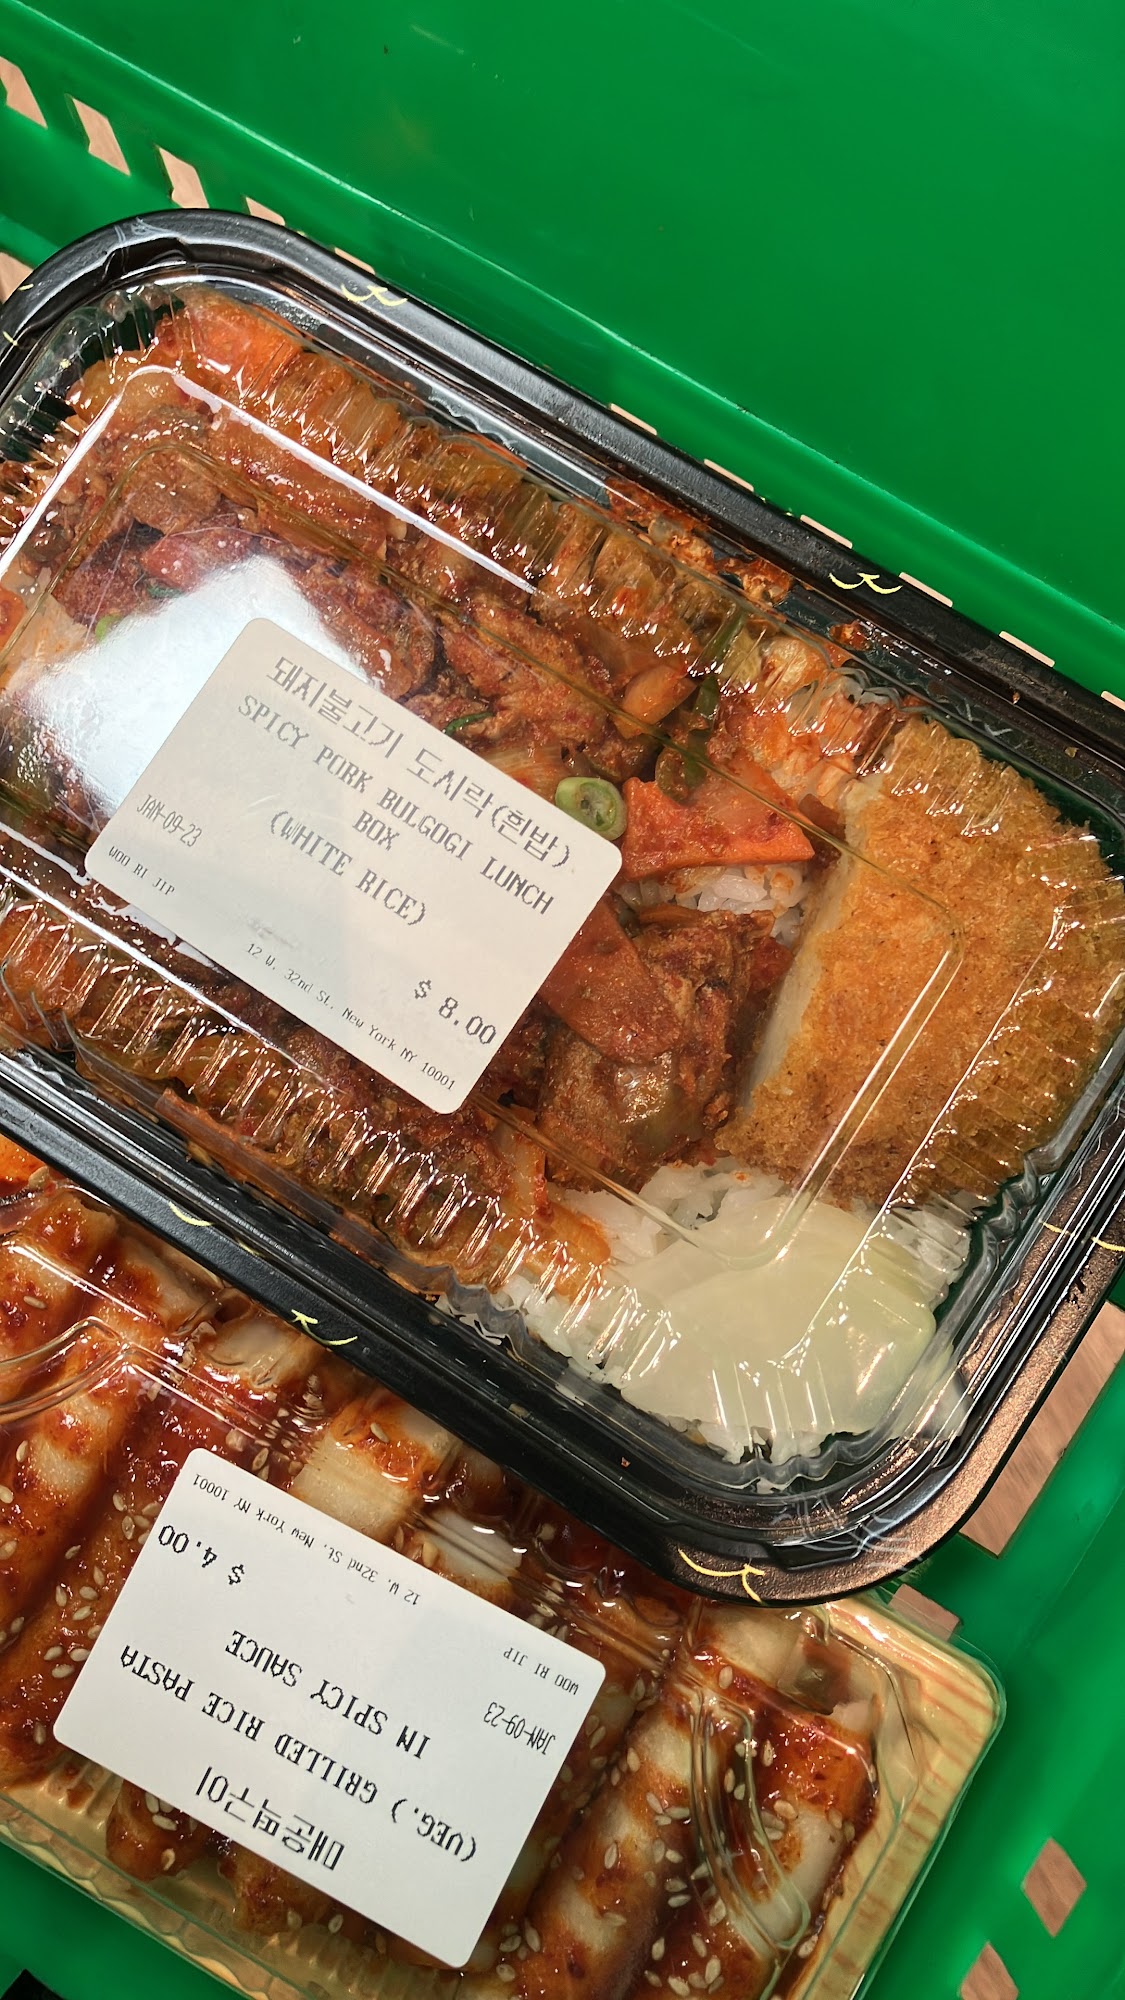 돼지불고기 도시락(흰밥)
SPICY PORK BULGOGI LUNCH
BOX
(WHITE RICE)
JAN-09-23
WOO RI JIP
$ 8.00
12 W. 32nd St. New York NY 10001
매운떡구이
(VEG.) GRILLED RICE PASTA
IN SPICY SAUCE
JAN-09-23
WOO RI JIP
$ 4.00
12 W. 32nd St. New York NY 10001